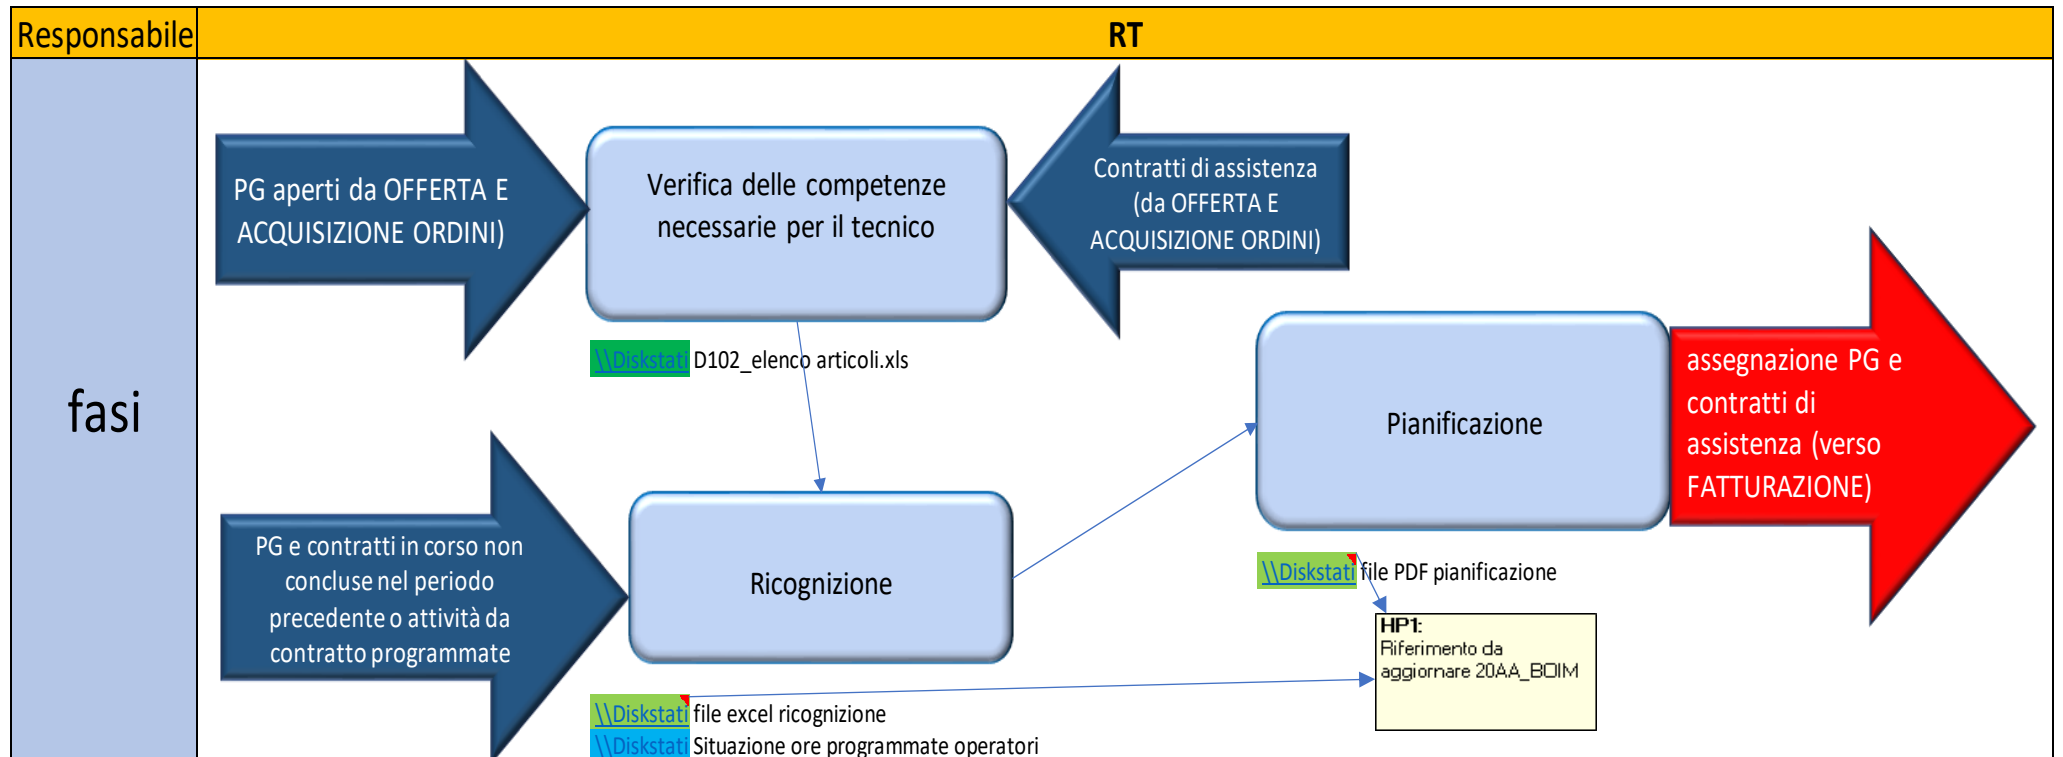 Responsabile
RT
fasi
PG aperti da OFFERTA E
ACQUISIZIONE ORDINI)
Verifica delle competenze
necessarie per il tecnico
Contratti di assistenza
(da OFFERTA E
ACQUISIZIONE ORDINI)
\\Diskstati D102_elenco articoli.xls
Pianificazione
assegnazione PG e
contratti di
assistenza (verso
FATTURAZIONE)
PG e contratti in corso non
concluse nel periodo
precedente o attività da
contratto programmate
Ricognizione
\\Diskstati file PDF pianificazione
HP1:
Riferimento da
aggiornare 20AA_BOIM
\\Diskstati file excel ricognizione
\\Diskstati Situazione ore programmate operatori